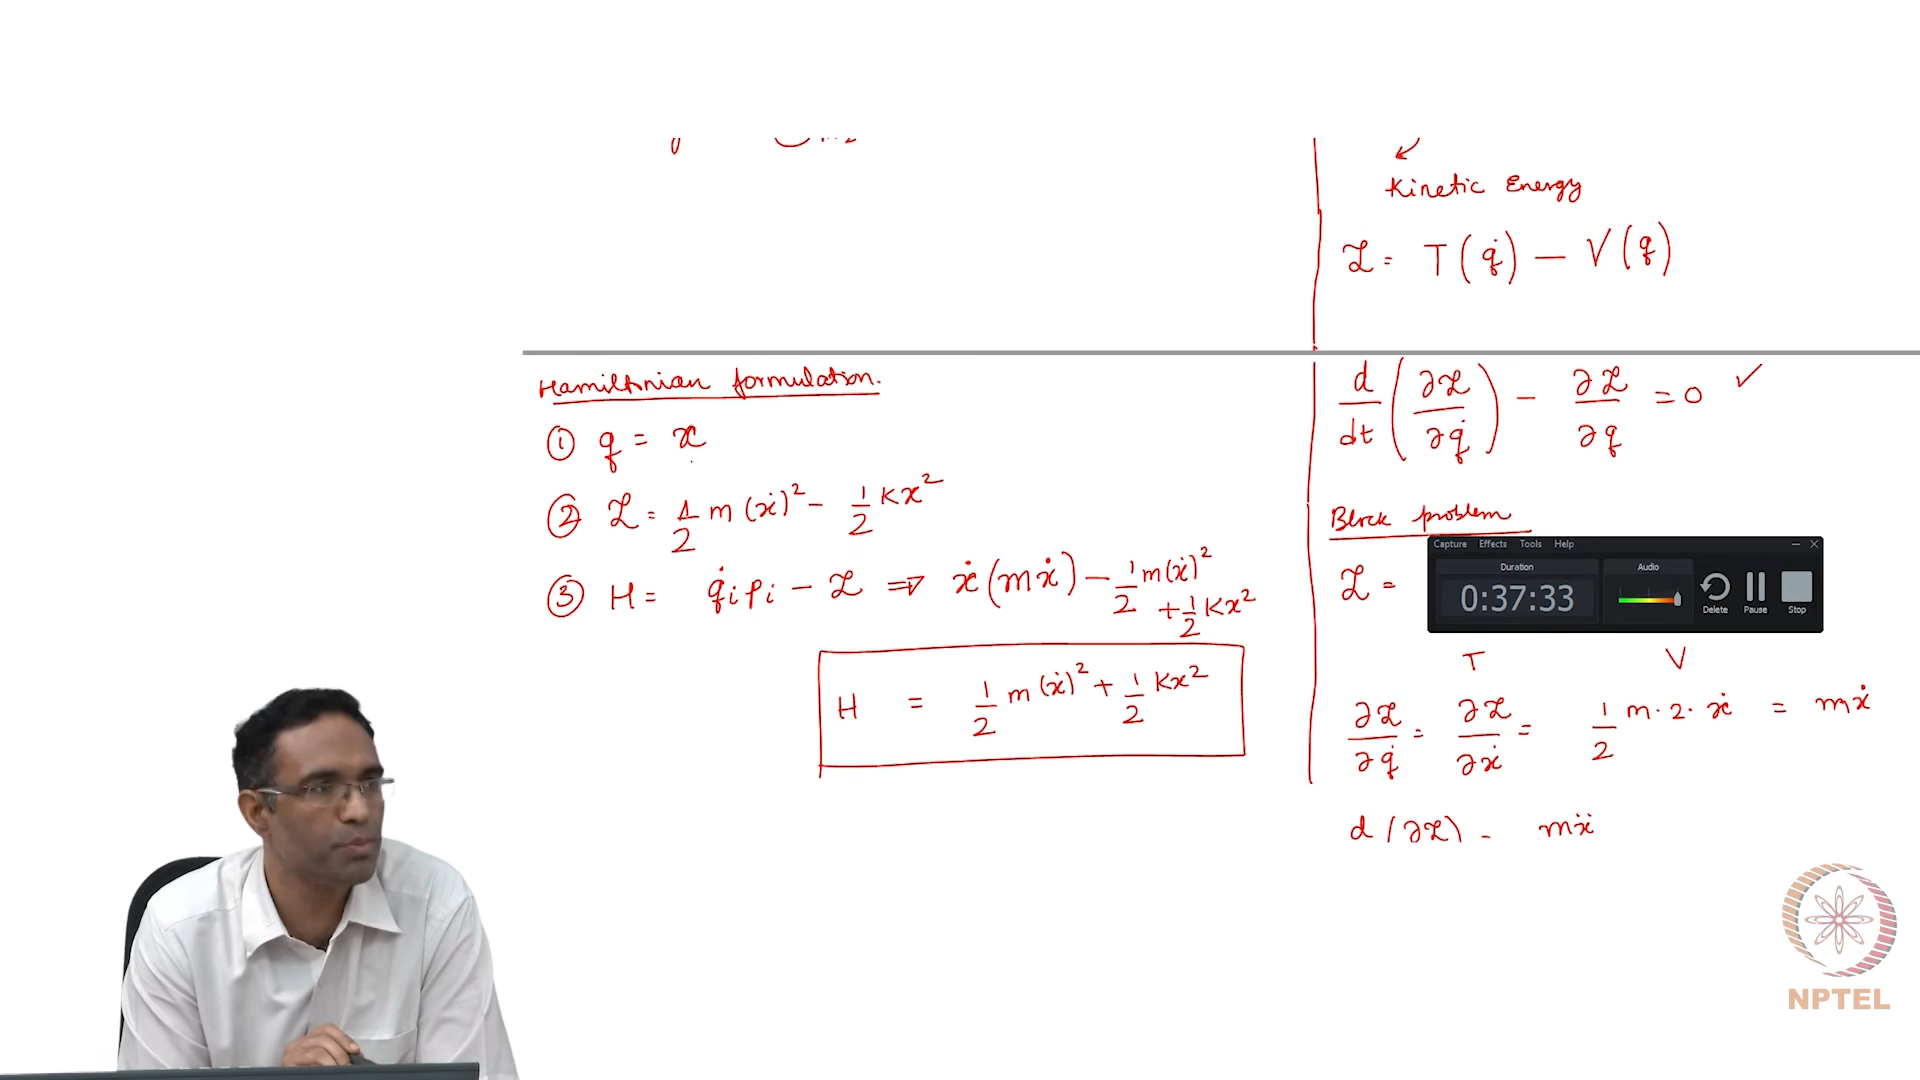 Hamiltonian formulation.
① q = x
② ℒ = 1/2 m(ẋ)² - 1/2 Kx²
③ H = q̇ᵢpᵢ - ℒ ⇒ ẋ(mẋ) - 1/2 m(ẋ)²
+ 1/2 Kx²
H = 1/2 m(ẋ)² + 1/2 Kx²
Kinetic Energy
ℒ = T(q̇) - V(q)
d/dt (∂ℒ/∂q̇) - ∂ℒ/∂q = 0 ✓
Block problem
ℒ =
Capture Effects Tools Help
Duration
0:37:33
Audio
Delete Pause Stop
T V
∂ℒ/∂q̇ = ∂ℒ/∂ẋ = 1/2 m · 2 · ẋ = mẋ
d (∂ℒ) - mẍ
NPTEL